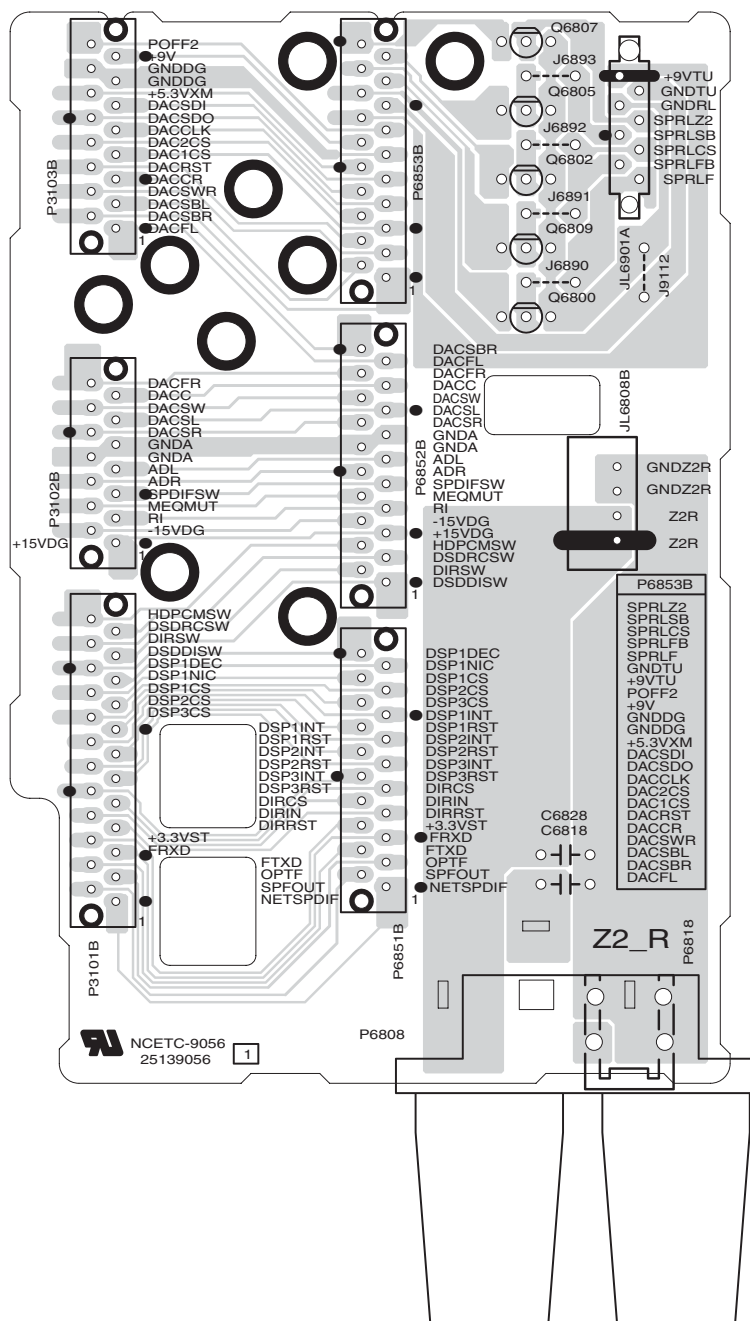 POFF2
+9V
GNDDG
GNDDG
+5.3VXM
DACSDI
DACSDO
DACCLK
DAC2CS
DAC1CS
DACRST
DACCR
DACSWR
DACSBL
DACSBR
DACFL
P3103B
1
P6853B
1
Q6807
J6893
Q6805
J6892
Q6802
J6891
Q6809
J6890
Q6800
+9VTU
GNDTU
GNDRL
SPRLZ2
SPRLSB
SPRLCS
SPRLFB
SPRLF
JL6901A
J9112
DACFR
DACC
DACSW
DACSL
DACSR
GNDA
GNDA
ADL
ADR
SPDIFSW
MEQMUT
RI
-15VDG
+15VDG
P3102B
1
DACSBR
DACFL
DACFR
DACC
DACSW
DACSL
DACSR
GNDA
GNDA
ADL
ADR
SPDIFSW
MEQMUT
RI
-15VDG
+15VDG
HDPCMSW
DSDRCSW
DIRSW
DSDDISW
P6852B
1
JL6808B
GNDZ2R
GNDZ2R
Z2R
Z2R
HDPCMSW
DSDRCSW
DIRSW
DSDDISW
DSP1DEC
DSP1NIC
DSP1CS
DSP2CS
DSP3CS
DSP1INT
DSP1RST
DSP2INT
DSP2RST
DSP3INT
DSP3RST
DIRCS
DIRIN
DIRRST
+3.3VST
FRXD
FTXD
OPTF
SPFOUT
NETSPDIF
P3101B
1
DSP1DEC
DSP1NIC
DSP1CS
DSP2CS
DSP3CS
DSP1INT
DSP1RST
DSP2INT
DSP2RST
DSP3INT
DSP3RST
DIRCS
DIRIN
DIRRST
+3.3VST
FRXD
FTXD
OPTF
SPFOUT
NETSPDIF
P6851B
1
P6853B
SPRLZ2
SPRLSB
SPRLCS
SPRLFB
SPRLF
GNDTU
+9VTU
POFF2
+9V
GNDDG
GNDDG
+5.3VXM
DACSDI
DACSDO
DACCLK
DAC2CS
DAC1CS
DACRST
DACCR
DACSWR
DACSBL
DACSBR
DACFL
C6828
C6818
Z2_R
P6818
P6808
NCETC-9056
25139056
1